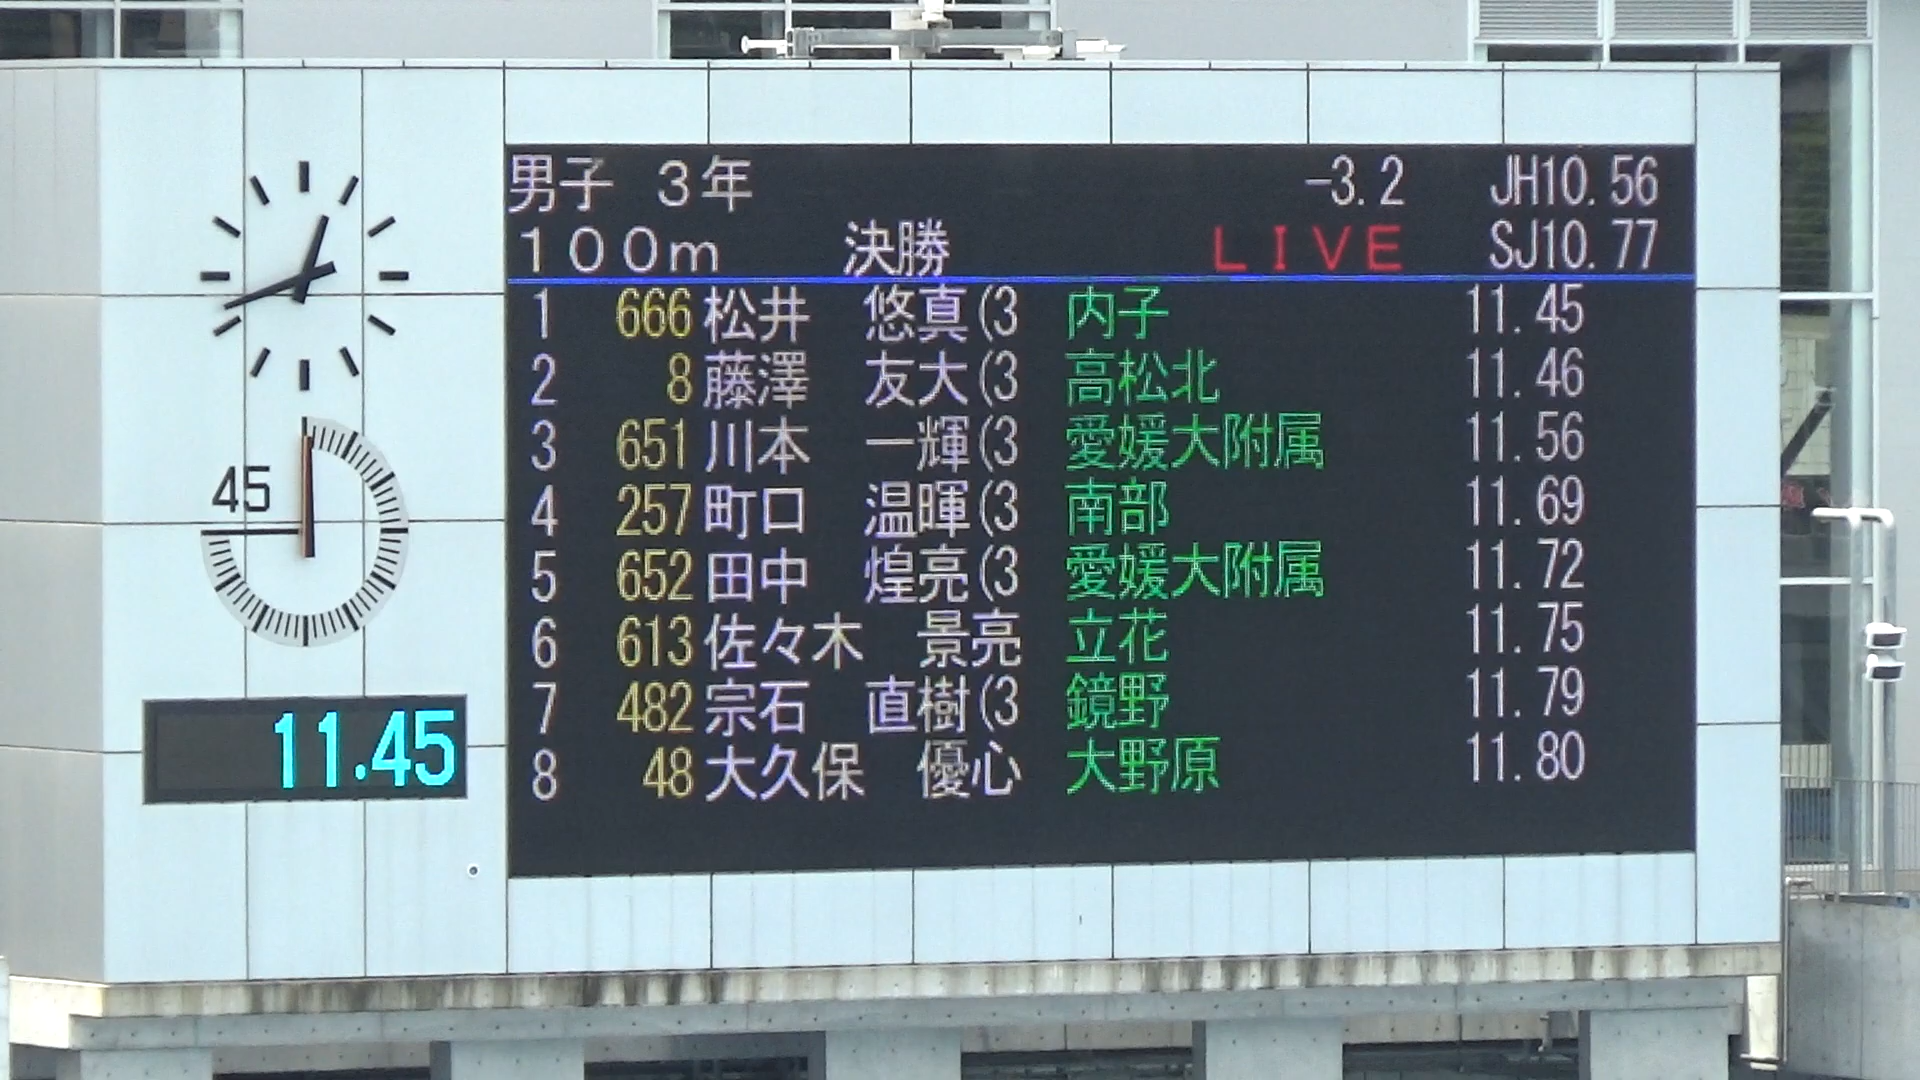 男子 3年 -3.2 JH10.56
100m 決勝 LIVE SJ10.77
1 666 松井 悠真(3 内子 11.45
2 8 藤澤 友大(3 高松北 11.46
3 651 川本 一輝(3 愛媛大附属 11.56
4 257 町口 温暉(3 南部 11.69
5 652 田中 煌亮(3 愛媛大附属 11.72
6 613 佐々木 景亮 立花 11.75
7 482 宗石 直樹(3 鏡野 11.79
8 48 大久保 優心 大野原 11.80
45
11.45